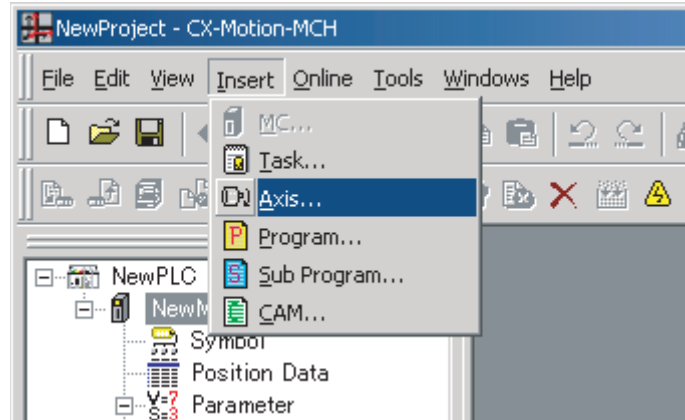 NewProject - CX-Motion-MCH
File Edit View Insert Online Tools Windows Help
MC...
Task...
Axis...
Program...
Sub Program...
CAM...
NewPLC
Symbol
Position Data
Parameter